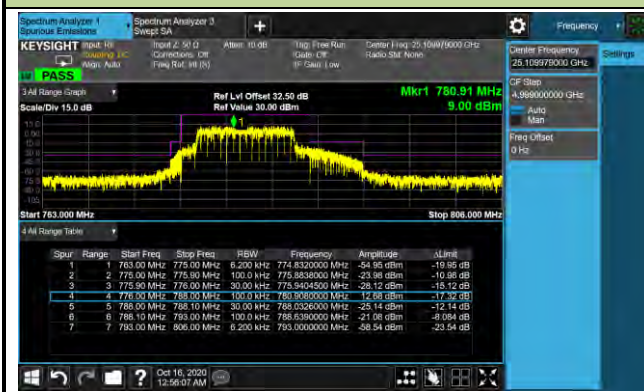 Spectrum Analyzer 1
Spurious Emissions
Spectrum Analyzer 3
Swept SA
+
Frequency
KEYSIGHT Input: RF
Coupling: DC
Align: Auto
Input Z: 50 Ω
Corrections: Off
Freq Ref: Int (S)
Atten: 10 dB
Trig: Free Run
Gate: Off
IF Gain: Low
Center Freq: 25.109979000 GHz
Radio Std: None
PASS
3 All Range Graph
Scale/Div 15.0 dB
Ref Lvl Offset 32.50 dB
Ref Value 30.00 dBm
Mkr1 780.91 MHz
9.00 dBm
1
Start 763.000 MHz
Stop 806.000 MHz
4 All Range Table
Spur Range Start Freq Stop Freq RBW Frequency Amplitude ΔLimit
1 1 763.00 MHz 775.00 MHz 6.200 kHz 774.8320000 MHz -54.95 dBm -19.95 dB
2 2 775.00 MHz 775.90 MHz 100.0 kHz 775.8838000 MHz -23.98 dBm -10.98 dB
3 3 775.90 MHz 776.00 MHz 30.00 kHz 775.9404500 MHz -28.12 dBm -15.12 dB
4 4 776.00 MHz 788.00 MHz 100.0 kHz 780.9080000 MHz 12.68 dBm -17.32 dB
5 5 788.00 MHz 788.10 MHz 30.00 kHz 788.0326000 MHz -25.14 dBm -12.14 dB
6 6 788.10 MHz 793.00 MHz 100.0 kHz 788.6390000 MHz -21.08 dBm -8.084 dB
7 7 793.00 MHz 806.00 MHz 6.200 kHz 793.0000000 MHz -58.54 dBm -23.54 dB
Center Frequency
25.109979000 GHz
Settings
CF Step
4.989000000 GHz
Auto
Man
Freq Offset
0 Hz
?
Oct 16, 2020
12:56:07 AM